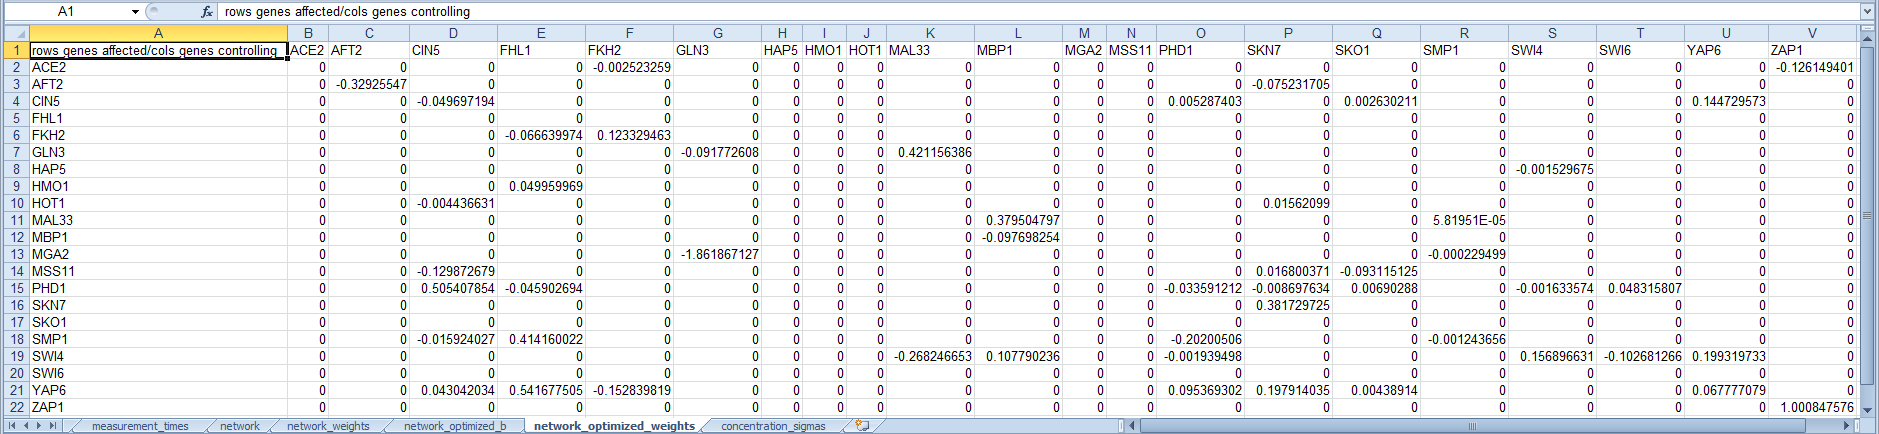 A1 fx rows genes affected/cols genes controlling
A B C D E F G H I J K L M N O P Q R S T U V
1 rows genes affected/cols genes controlling ACE2 AFT2 CIN5 FHL1 FKH2 GLN3 HAP5 HMO1 HOT1 MAL33 MBP1 MGA2 MSS11 PHD1 SKN7 SKO1 SMP1 SWI4 SWI6 YAP6 ZAP1
2 ACE2 0 0 0 0 -0.002523259 0 0 0 0 0 0 0 0 0 0 0 0 0 0 0 -0.126149401
3 AFT2 0 -0.32925547 0 0 0 0 0 0 0 0 0 0 0 0 -0.075231705 0 0 0 0 0 0
4 CIN5 0 0 -0.049697194 0 0 0 0 0 0 0 0 0 0 0.005287403 0 0.002630211 0 0 0 0.144729573 0
5 FHL1 0 0 0 0 0 0 0 0 0 0 0 0 0 0 0 0 0 0 0 0 0
6 FKH2 0 0 0 -0.066639974 0.123329463 0 0 0 0 0 0 0 0 0 0 0 0 0 0 0 0
7 GLN3 0 0 0 0 0 -0.091772608 0 0 0 0.421156386 0 0 0 0 0 0 0 0 0 0 0
8 HAP5 0 0 0 0 0 0 0 0 0 0 0 0 0 0 0 0 0 -0.001529675 0 0 0
9 HMO1 0 0 0 0.049959969 0 0 0 0 0 0 0 0 0 0 0 0 0 0 0 0 0
10 HOT1 0 0 -0.004436631 0 0 0 0 0 0 0 0 0 0 0 0.01562099 0 0 0 0 0 0
11 MAL33 0 0 0 0 0 0 0 0 0 0 0.379504797 0 0 0 0 0 5.81951E-05 0 0 0 0
12 MBP1 0 0 0 0 0 0 0 0 0 0 -0.097698254 0 0 0 0 0 0 0 0 0 0
13 MGA2 0 0 0 0 0 -1.861867127 0 0 0 0 0 0 0 0 0 0 -0.000229499 0 0 0 0
14 MSS11 0 0 -0.129872679 0 0 0 0 0 0 0 0 0 0 0 0.016800371 -0.093115125 0 0 0 0 0
15 PHD1 0 0 0.505407854 -0.045902694 0 0 0 0 0 0 0 0 0 -0.033591212 -0.008697634 0.00690288 0 -0.001633574 0.048315807 0 0
16 SKN7 0 0 0 0 0 0 0 0 0 0 0 0 0 0 0.381729725 0 0 0 0 0 0
17 SKO1 0 0 0 0 0 0 0 0 0 0 0 0 0 0 0 0 0 0 0 0 0
18 SMP1 0 0 -0.015924027 0.414160022 0 0 0 0 0 0 0 0 0 -0.20200506 0 0 -0.001243656 0 0 0 0
19 SWI4 0 0 0 0 0 0 0 0 0 -0.268246653 0.107790236 0 0 -0.001939498 0 0 0 0.156896631 -0.102681266 0.199319733 0
20 SWI6 0 0 0 0 0 0 0 0 0 0 0 0 0 0 0 0 0 0 0 0 0
21 YAP6 0 0 0.043042034 0.541677505 -0.152839819 0 0 0 0 0 0 0 0 0.095369302 0.197914035 0.00438914 0 0 0 0.067777079 0
22 ZAP1 0 0 0 0 0 0 0 0 0 0 0 0 0 0 0 0 0 0 0 0 1.000847576
measurement_times network network_weights network_optimized_b network_optimized_weights concentration_sigmas